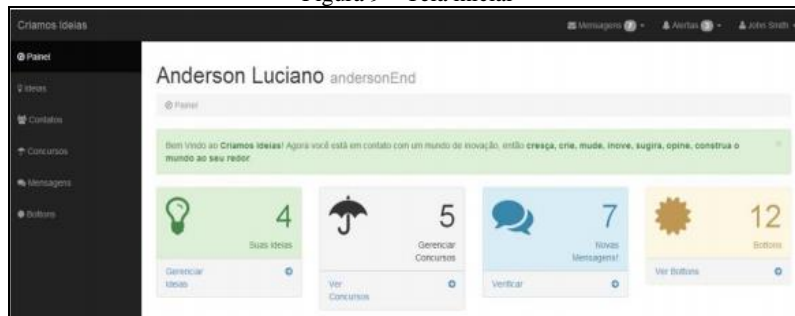 Figura 9 – Tela inicial
Criamos Ideias
Mensagens 7
Alertas 3
John Smith
Painel
Ideias
Contatos
Concursos
Mensagens
Bottons
Anderson Luciano andersonEnd
Painel
Bem Vindo ao Criamos Ideias! Agora você está em contato com um mundo de inovação, então cresça, crie, mude, inove, sugira, opine, construa o
mundo ao seu redor
×
4
Suas Ideias
Gerenciar
Ideias
5
Gerenciar
Concursos
Ver
Concursos
7
Novas
Mensagens!
Verificar
12
Bottons
Ver Bottons